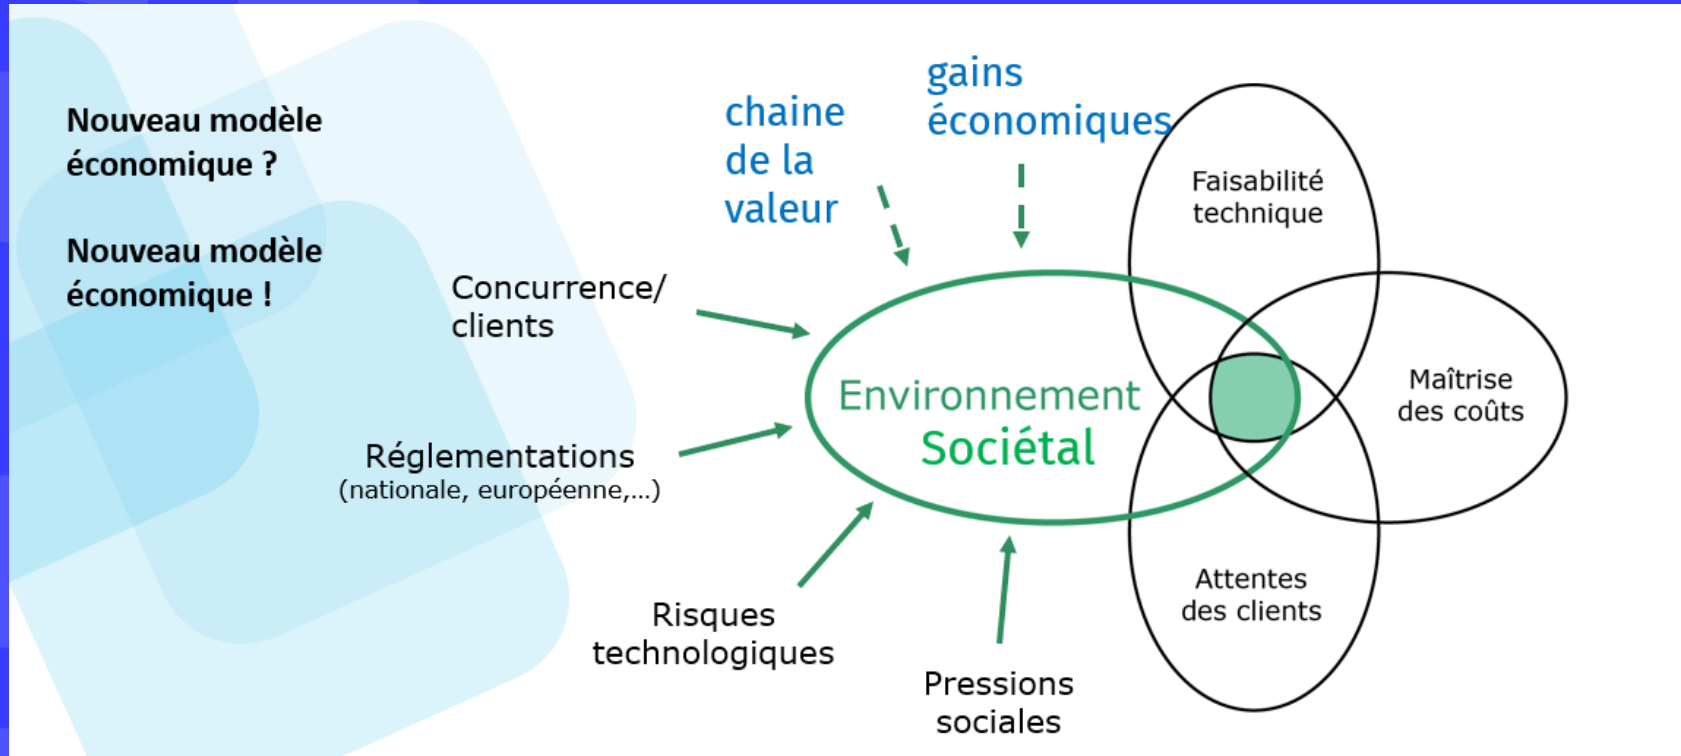 Nouveau modèle
économique ?
Nouveau modèle
économique !
chaine
de la
valeur
gains
économiques
Concurrence/
clients
Réglementations
(nationale, européenne,...)
Risques
technologiques
Pressions
sociales
Environnement
Sociétal
Faisabilité
technique
Maîtrise
des coûts
Attentes
des clients